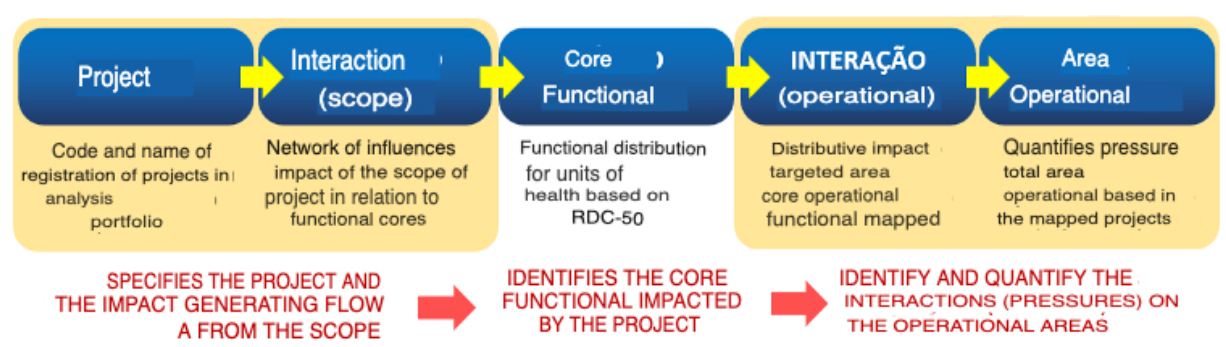 Project
Interaction
(scope)
Core
Functional
INTERAÇÃO
(operational)
Area
Operational
Code and name of
registration of projects in
analysis
portfolio
Network of influences
impact of the scope of
project in relation to
functional cores
Functional distribution
for units of
health based on
RDC-50
Distributive impact
targeted area
core operational
functional mapped
Quantifies pressure
total area
operational based in
the mapped projects
SPECIFIES THE PROJECT AND
THE IMPACT GENERATING FLOW
A FROM THE SCOPE
IDENTIFIES THE CORE
FUNCTIONAL IMPACTED
BY THE PROJECT
IDENTIFY AND QUANTIFY THE
INTERACTIONS (PRESSURES) ON
THE OPERATIONAL AREAS